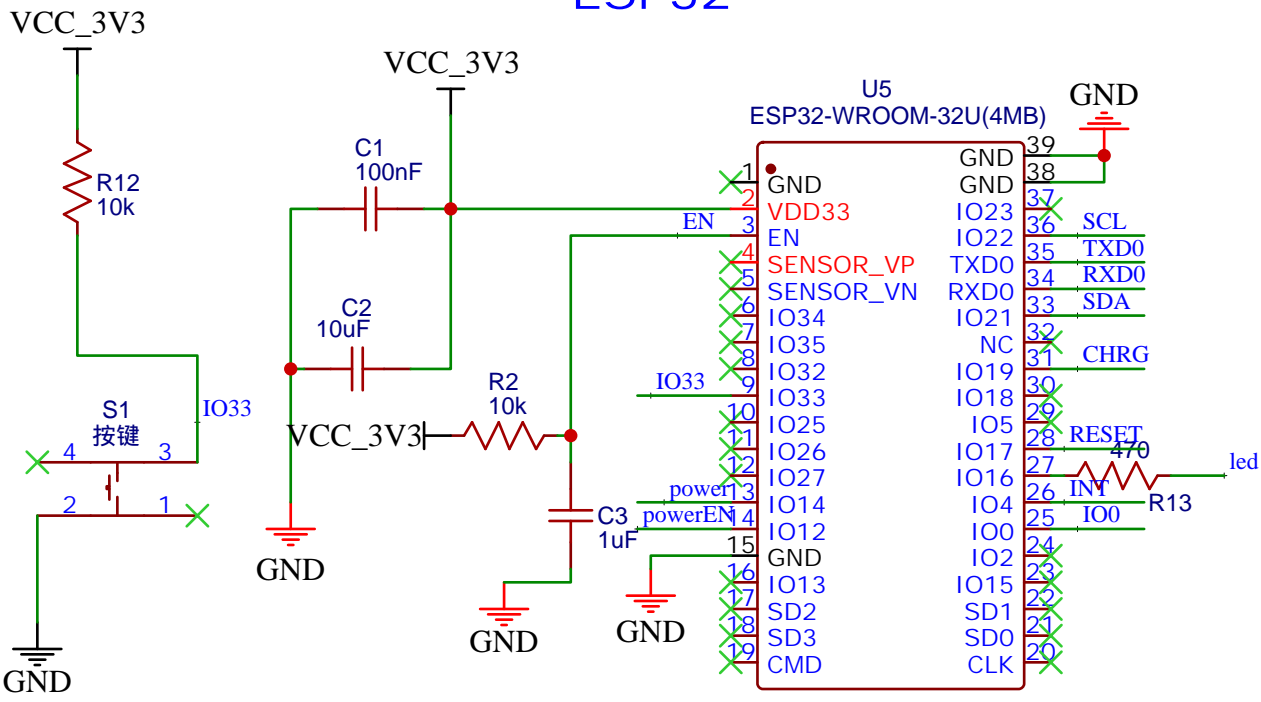 ESP32
VCC_3V3
R12
10k
IO33
S1
按键
4
3
2
1
GND
VCC_3V3
C1
100nF
C2
10uF
GND
EN
R2
10k
VCC_3V3
C3
1uF
GND
IO33
power
powerEN
GND
U5
ESP32-WROOM-32U(4MB)
GND
1 GND
2 VDD33
3 EN
4 SENSOR_VP
5 SENSOR_VN
6 IO34
7 IO35
8 IO32
9 IO33
10 IO25
11 IO26
12 IO27
13 IO14
14 IO12
15 GND
16 IO13
17 SD2
18 SD3
19 CMD
GND 39
GND 38
IO23 37
IO22 36 SCL
TXD0 35 TXD0
RXD0 34 RXD0
IO21 33 SDA
NC 32
IO19 31 CHRG
IO18 30
IO5 29
IO17 28 RESET
IO16 27 470 led
R13
IO4 26 INT
IO0 25 IO0
IO2 24
IO15 23
SD1 22
SD0 21
CLK 20